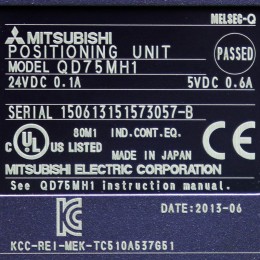 MELSEC-Q
MITSUBISHI
POSITIONING UNIT
PASSED
MODEL QD75MH1
24VDC 0.1A 5VDC 0.6A
SERIAL 150613151573057-B
80M1 IND.CONT.EQ.
C UL US LISTED MADE IN JAPAN
MITSUBISHI ELECTRIC CORPORATION
See QD75MH1 instruction manual.
DATE:2013-06
KCC-REI-MEK-TC510A537G51